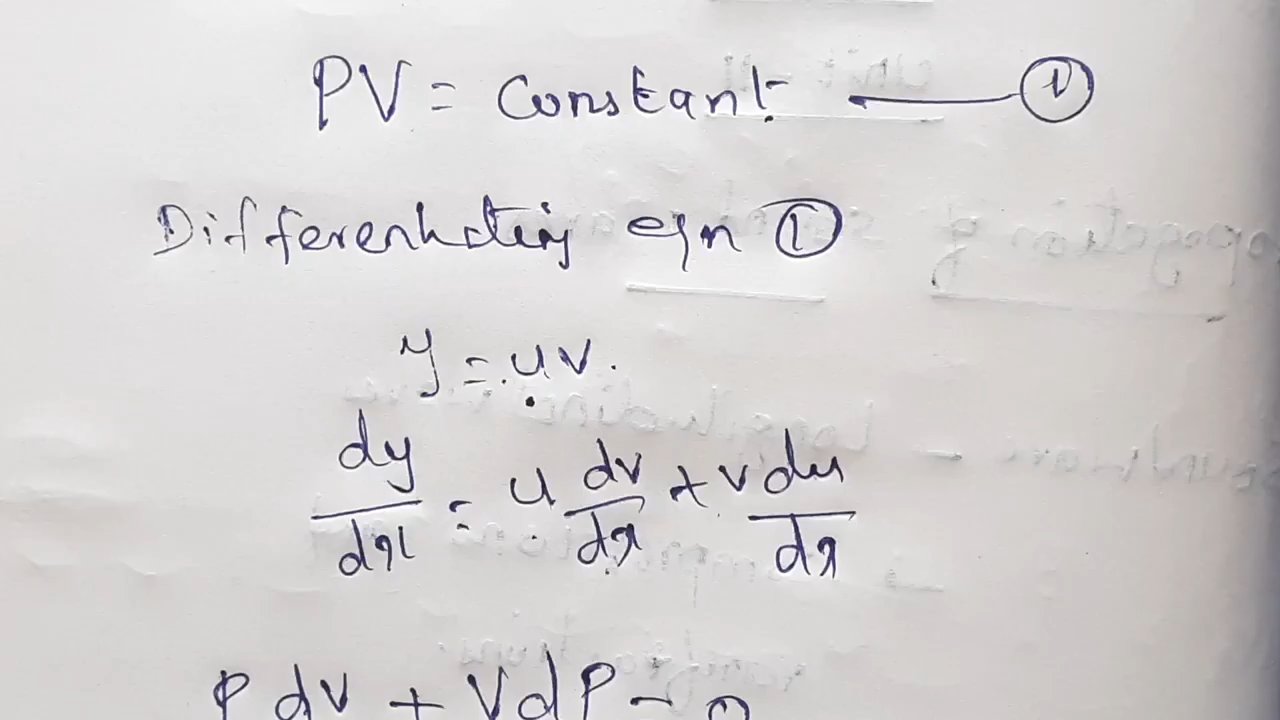 PV = Constant. —— ①
Differentiating eqn ①
y = uv.
dy/dx = u dv/dx + v du/dx
P dV + V dP = 0